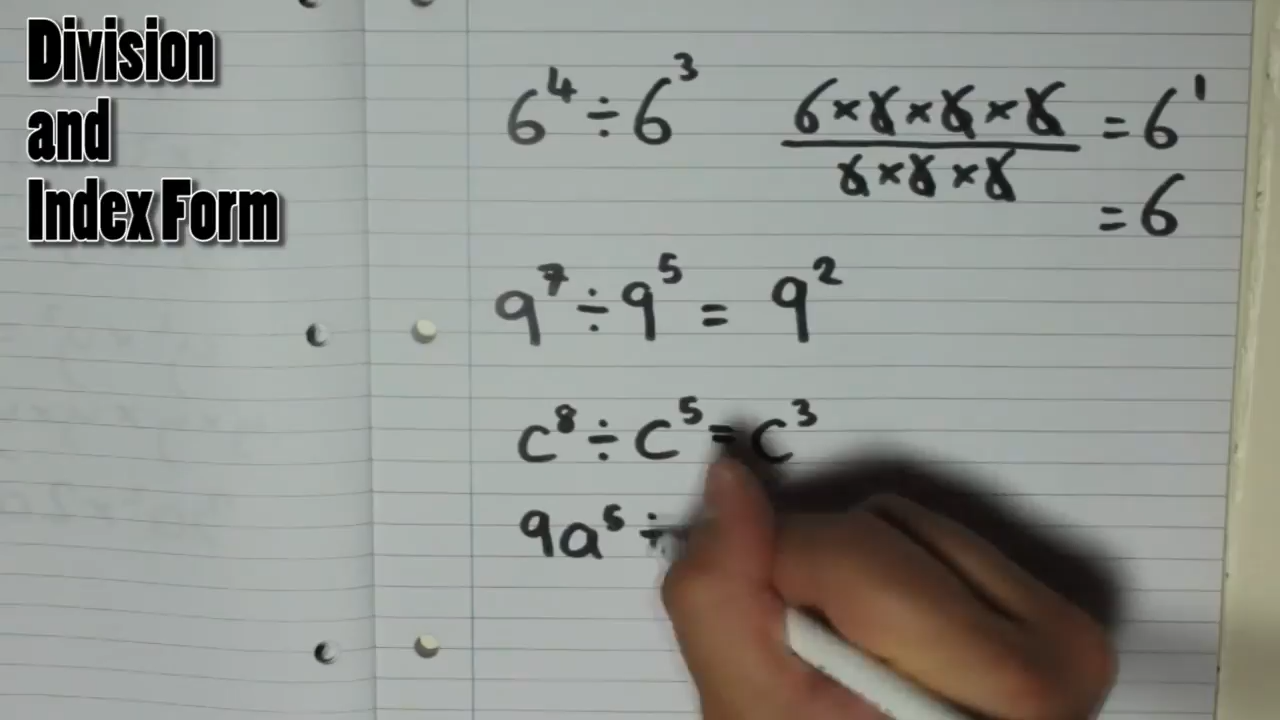 Division
and
Index Form
6⁴ ÷ 6³ 6 × 6 × 6 × 6 = 6¹
6 × 6 × 6
= 6
9⁷ ÷ 9⁵ = 9²
c⁸ ÷ c⁵ = c³
9a⁵ ÷